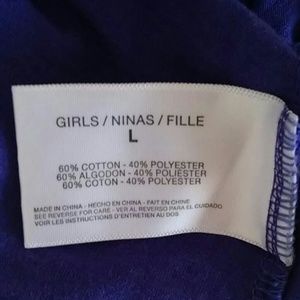 GIRLS / NINAS / FILLE
L
60% COTTON - 40% POLYESTER
60% ALGODON - 40% POLIESTER
60% COTON - 40% POLYESTER
MADE IN CHINA - HECHO EN CHINA - FAIT EN CHINE
SEE REVERSE FOR CARE - VER AL REVERSO PARA EL CUIDADO
VOIR LES INSTRUCTIONS D'ENTRETIEN AU DOS